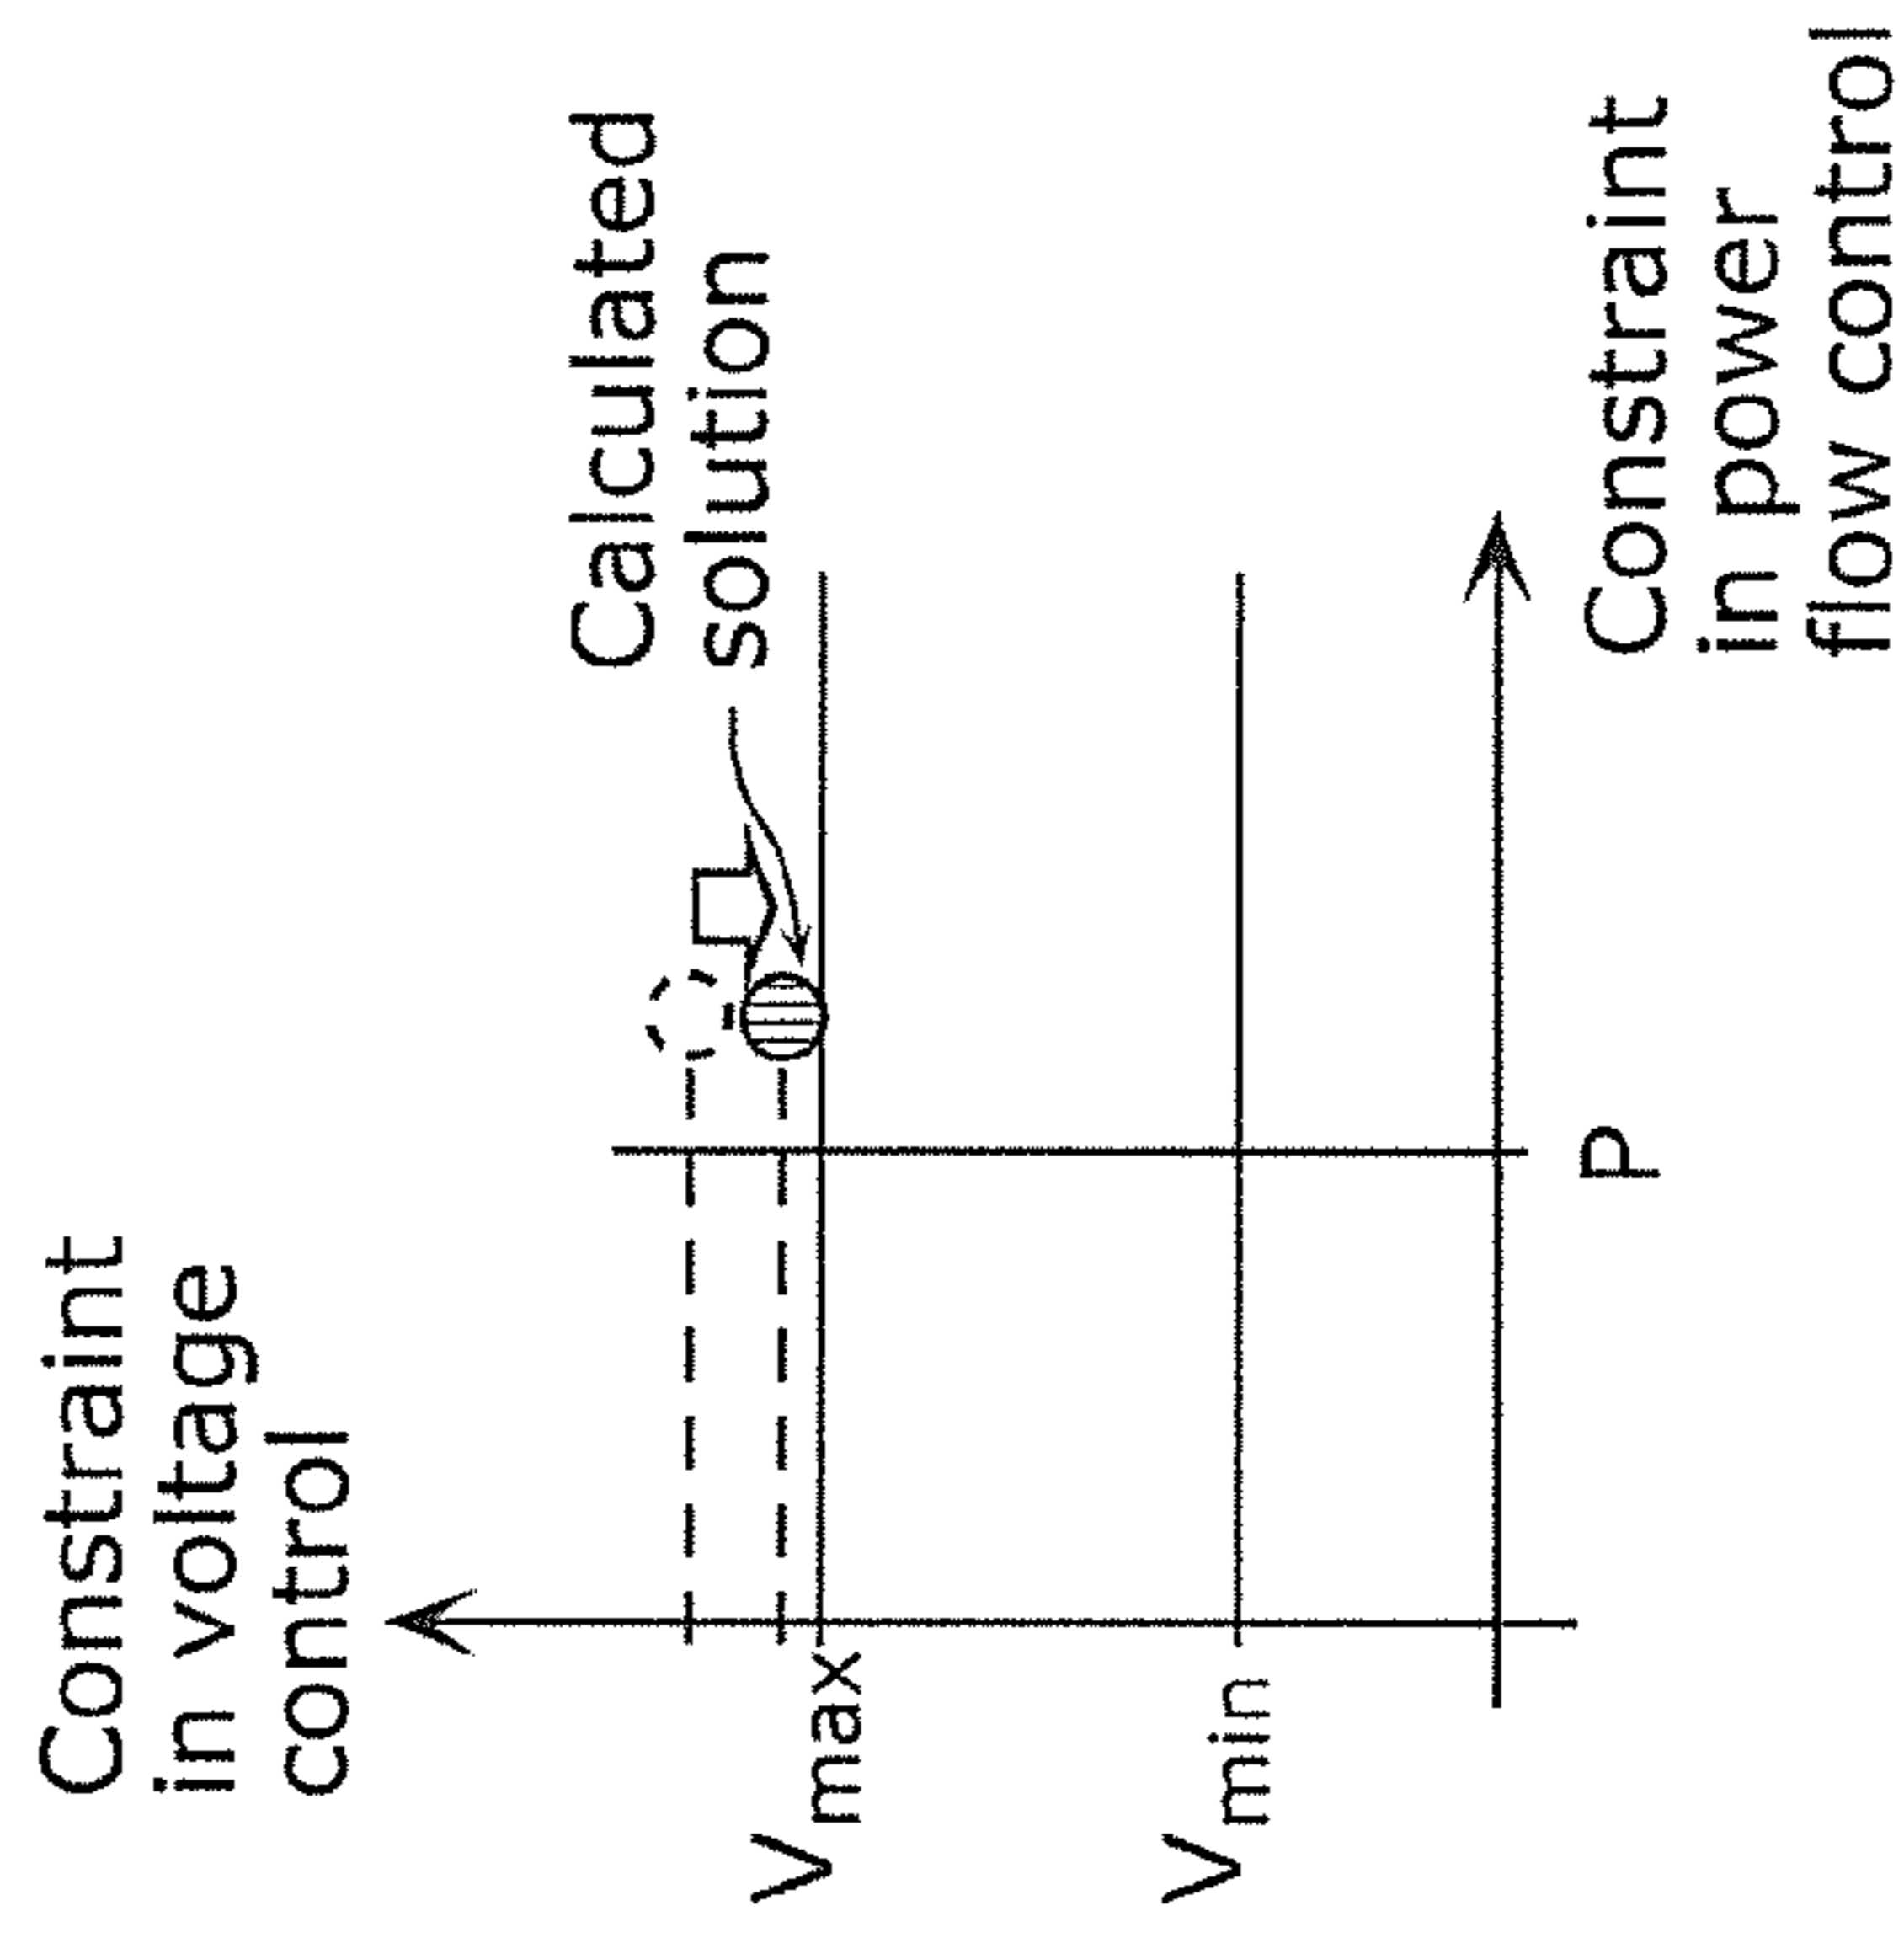 Constraint
in voltage
control
Calculated
solution
Vmax
Vmin
P
Constraint
in power
flow control